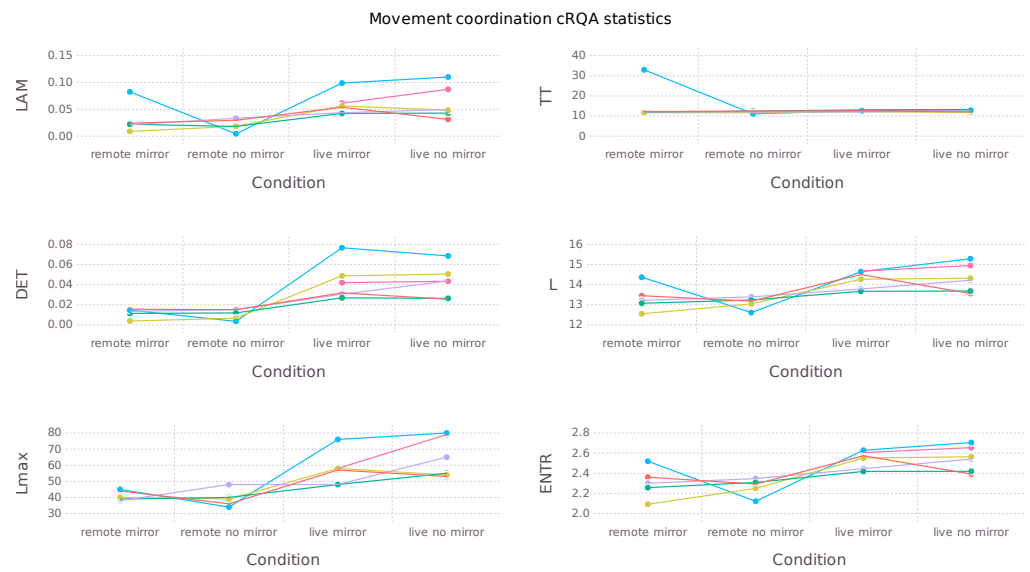 Movement coordination cRQA statistics
LAM
0.15
0.10
0.05
0.00
remote mirror remote no mirror live mirror live no mirror
Condition
TT
40
30
20
10
0
remote mirror remote no mirror live mirror live no mirror
Condition
DET
0.08
0.06
0.04
0.02
0.00
remote mirror remote no mirror live mirror live no mirror
Condition
L
16
15
14
13
12
remote mirror remote no mirror live mirror live no mirror
Condition
Lmax
80
70
60
50
40
30
remote mirror remote no mirror live mirror live no mirror
Condition
ENTR
2.8
2.6
2.4
2.2
2.0
remote mirror remote no mirror live mirror live no mirror
Condition